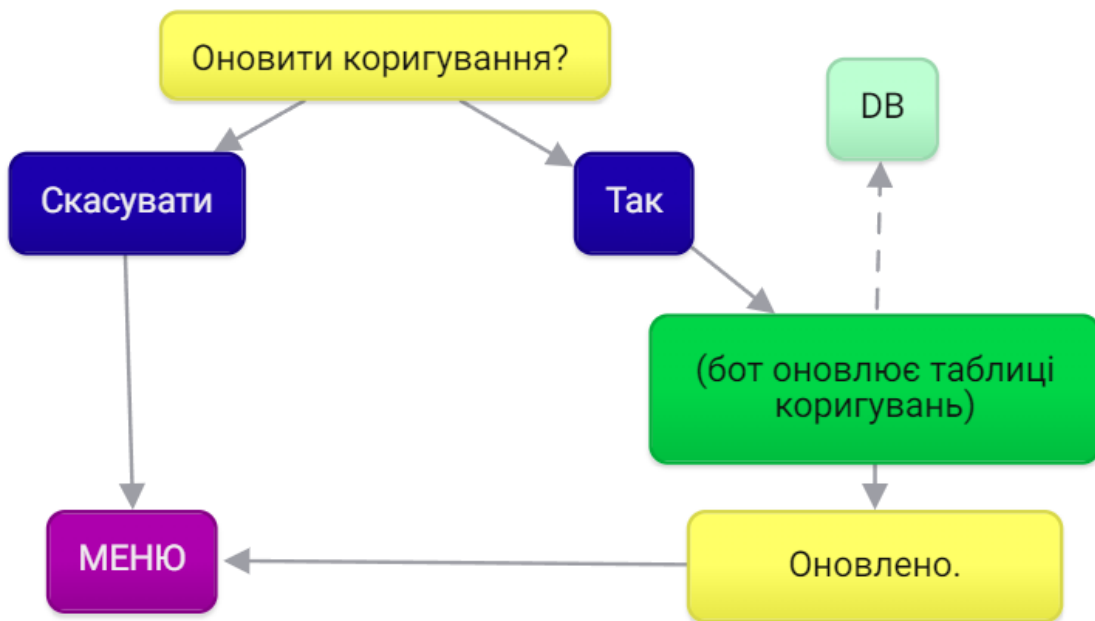 Оновити коригування?
DB
Скасувати
Так
(бот оновлює таблиці
коригувань)
МЕНЮ
Оновлено.